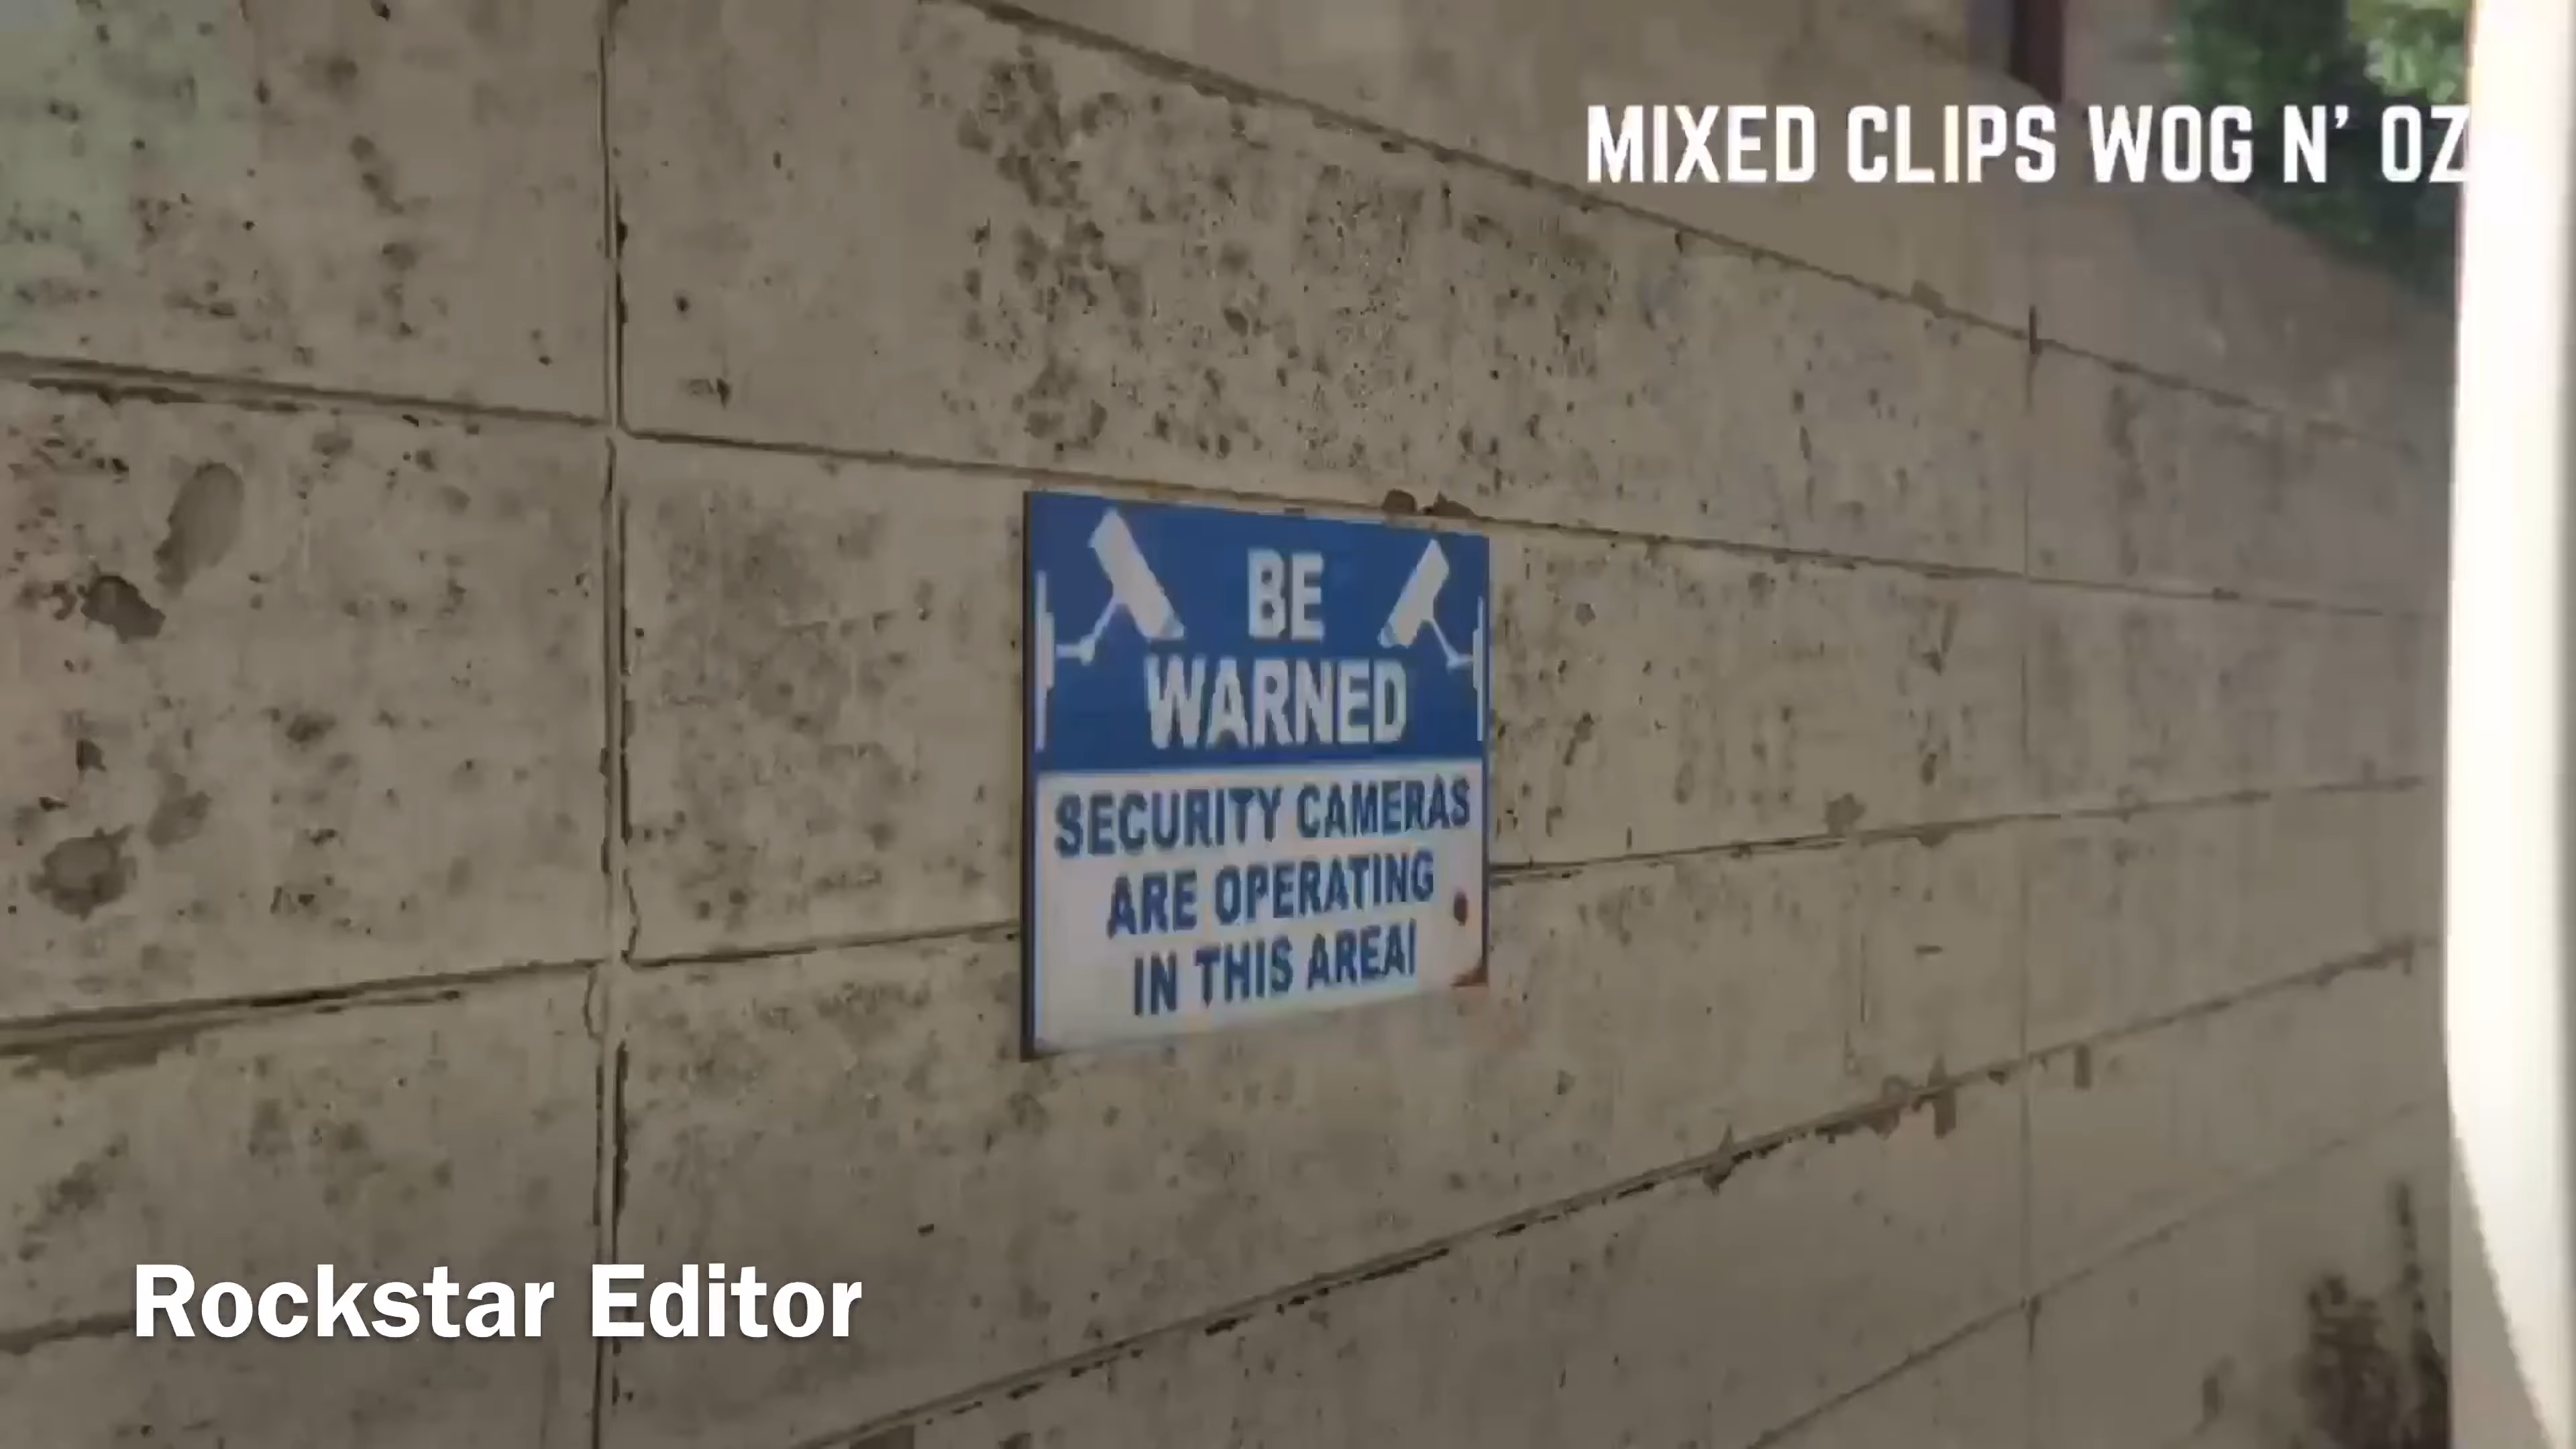 MIXED CLIPS WOG N' OZ
BE
WARNED
SECURITY CAMERAS
ARE OPERATING
IN THIS AREA!
Rockstar Editor